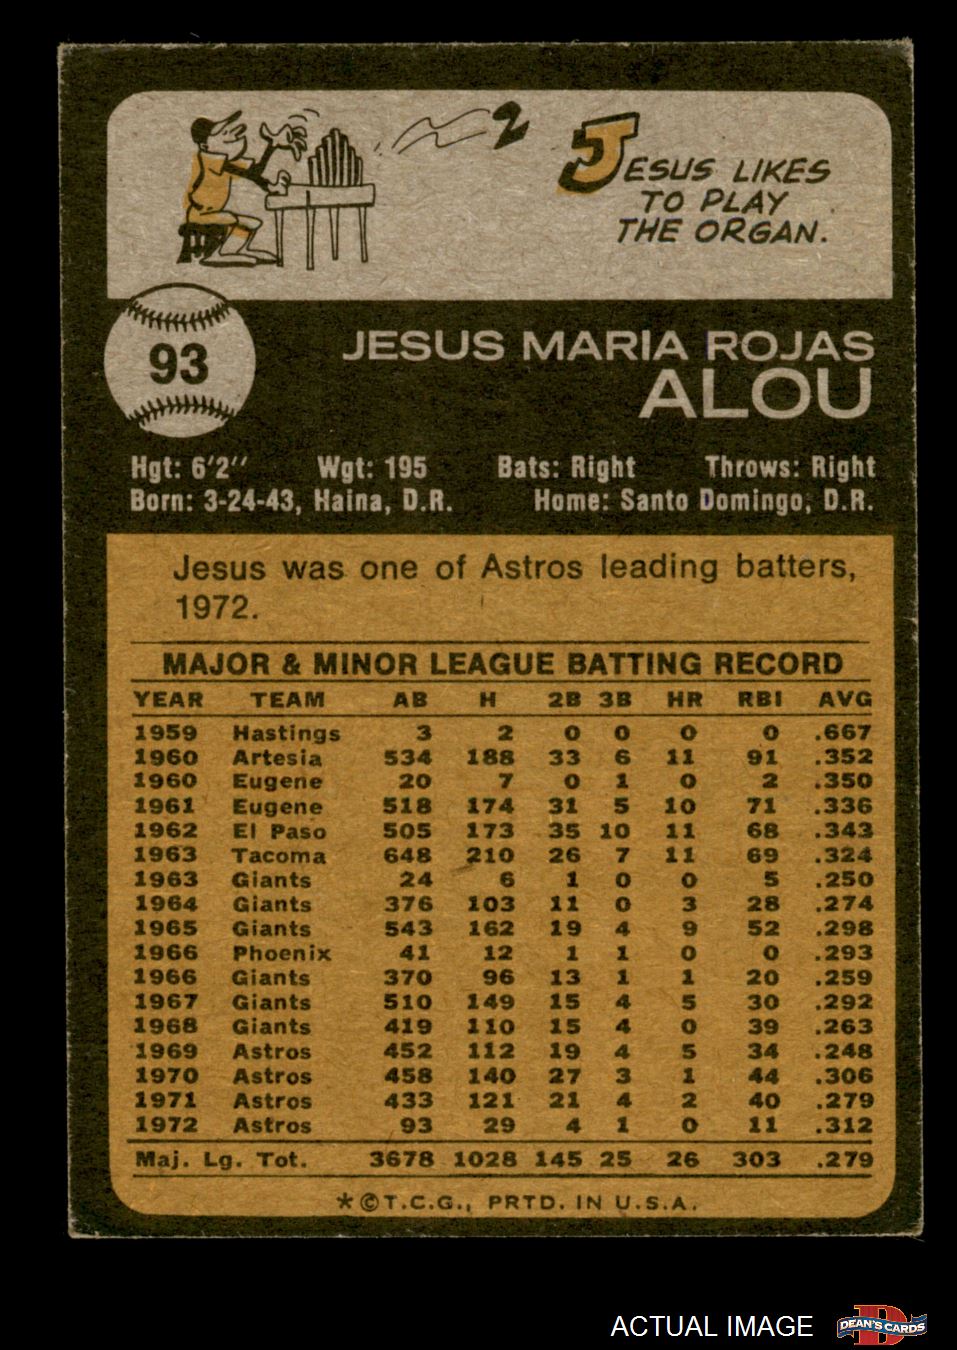 JESUS LIKES
TO PLAY
THE ORGAN.
93
JESUS MARIA ROJAS
ALOU
Hgt: 6'2" Wgt: 195 Bats: Right Throws: Right
Born: 3-24-43, Haina, D.R. Home: Santo Domingo, D.R.
Jesus was one of Astros leading batters,
1972.
MAJOR & MINOR LEAGUE BATTING RECORD
YEAR TEAM AB H 2B 3B HR RBI AVG
1959 Hastings 3 2 0 0 0 0 .667
1960 Artesia 534 188 33 6 11 91 .352
1960 Eugene 20 7 0 1 0 2 .350
1961 Eugene 518 174 31 5 10 71 .336
1962 El Paso 505 173 35 10 11 68 .343
1963 Tacoma 648 210 26 7 11 69 .324
1963 Giants 24 6 1 0 0 5 .250
1964 Giants 376 103 11 0 3 28 .274
1965 Giants 543 162 19 4 9 52 .298
1966 Phoenix 41 12 1 1 0 0 .293
1966 Giants 370 96 13 1 1 20 .259
1967 Giants 510 149 15 4 5 30 .292
1968 Giants 419 110 15 4 0 39 .263
1969 Astros 452 112 19 4 5 34 .248
1970 Astros 458 140 27 3 1 44 .306
1971 Astros 433 121 21 4 2 40 .279
1972 Astros 93 29 4 1 0 11 .312
Maj. Lg. Tot. 3678 1028 145 25 26 303 .279
*©T.C.G., PRTD. IN U.S.A.
ACTUAL IMAGE
D
DEAN'S CARDS